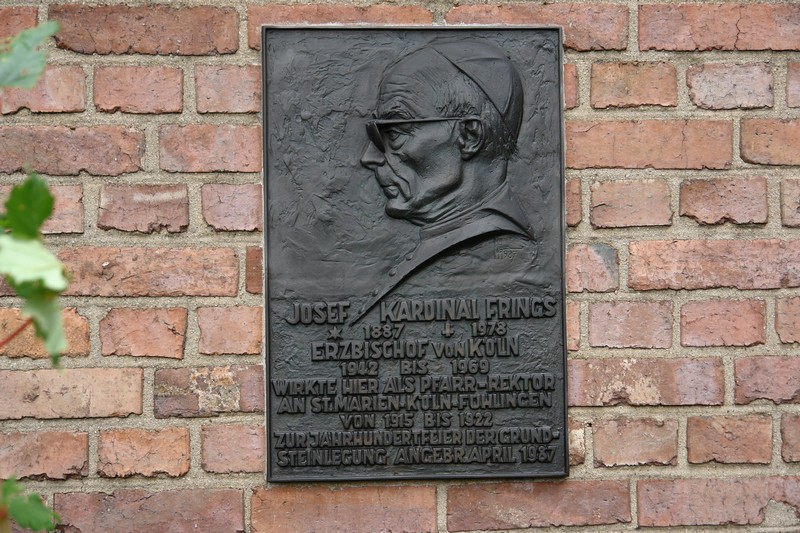 JOSEF KARDINAL FRINGS
* 1887 + 1978
ERZBISCHOF VON KÖLN
1942 BIS 1969
WIRKTE HIER ALS PFARR-REKTOR
AN ST. MARIEN-KÖLN-FÜHLINGEN
VON 1915 BIS 1922
ZUR JAHRHUNDERTFEIER DER GRUND-
STEINLEGUNG / ANGEBR. APRIL 1987